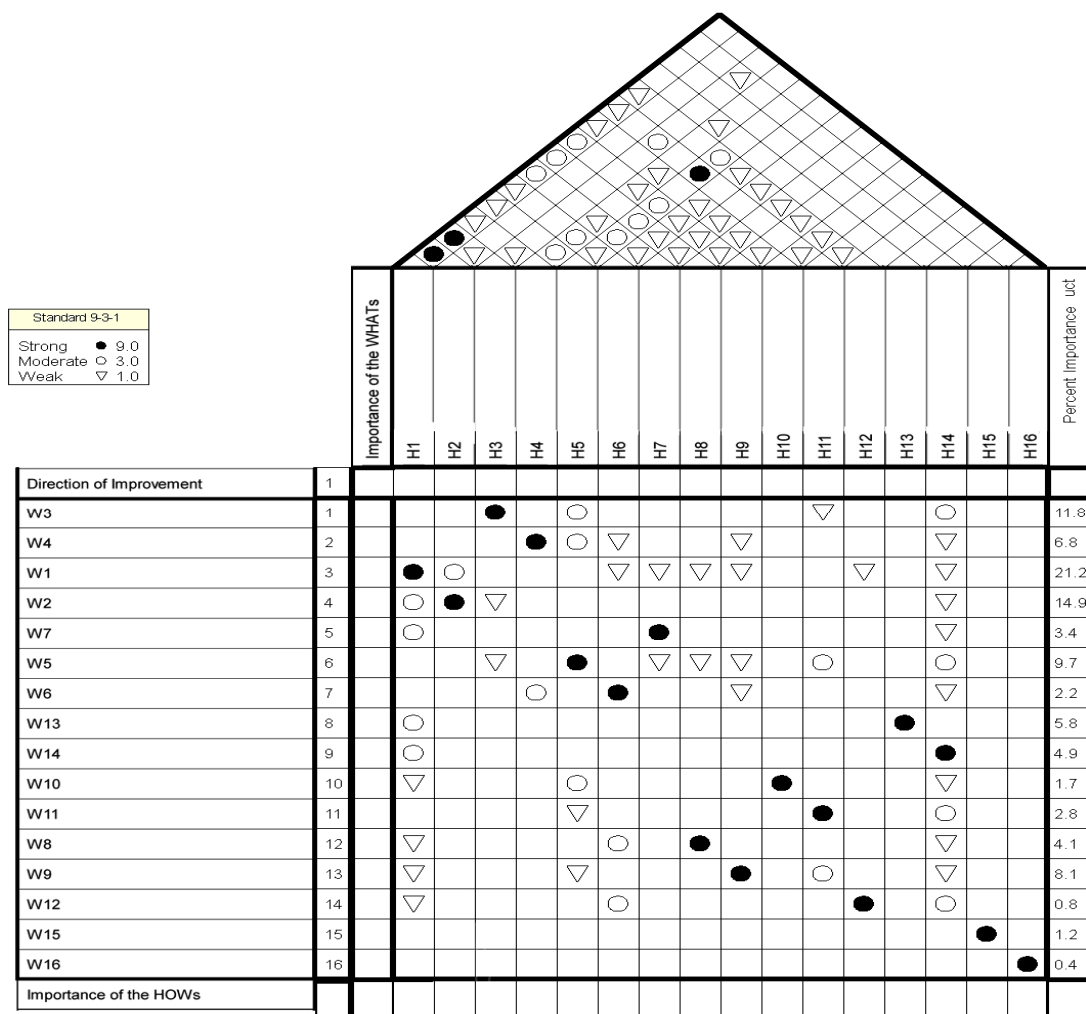 Standard 9-3-1
Strong ● 9.0
Moderate ○ 3.0
Weak ▽ 1.0
Importance of the WHATs
H1
H2
H3
H4
H5
H6
H7
H8
H9
H10
H11
H12
H13
H14
H15
H16
Percent Importance uct
Direction of Improvement 1
W3 1 11.8
W4 2 6.8
W1 3 21.2
W2 4 14.9
W7 5 3.4
W5 6 9.7
W6 7 2.2
W13 8 5.8
W14 9 4.9
W10 10 1.7
W11 11 2.8
W8 12 4.1
W9 13 8.1
W12 14 0.8
W15 15 1.2
W16 16 0.4
Importance of the HOWs